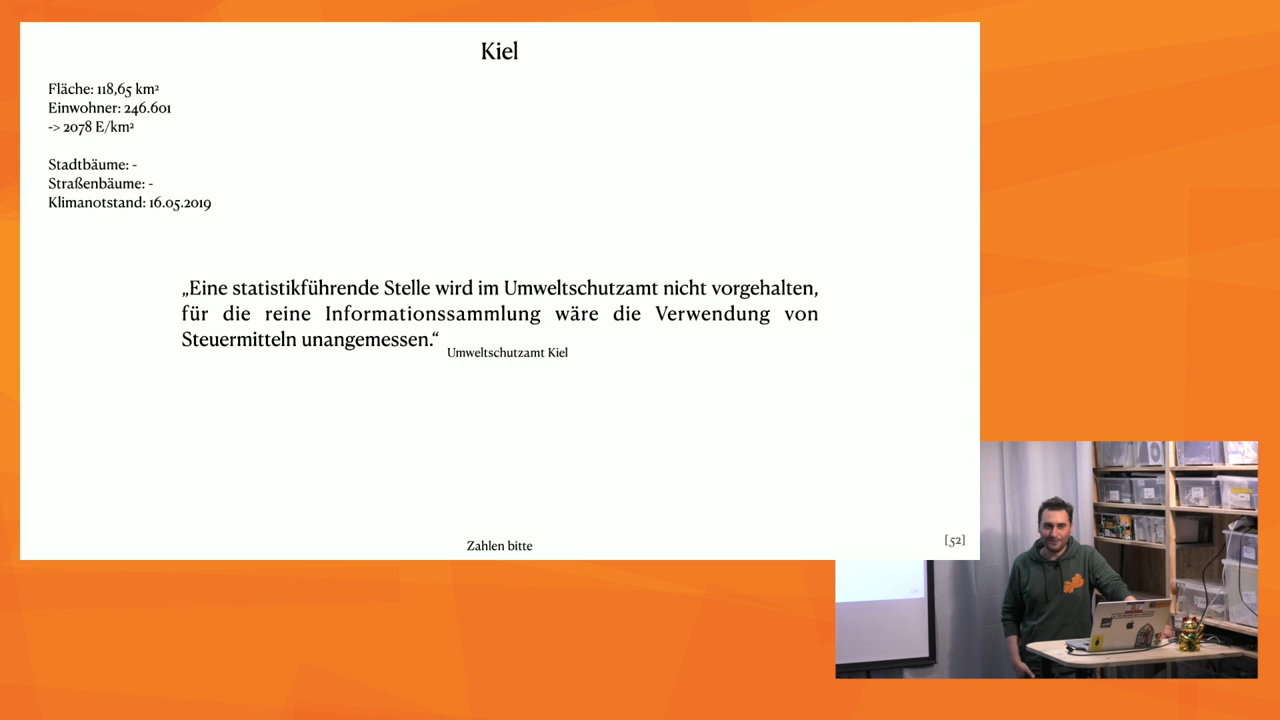 Kiel
Fläche: 118,65 km²
Einwohner: 246.601
-> 2078 E/km²
Stadtbäume: -
Straßenbäume: -
Klimanotstand: 16.05.2019
„Eine statistikführende Stelle wird im Umweltschutzamt nicht vorgehalten,
für die reine Informationssammlung wäre die Verwendung von
Steuermitteln unangemessen.“
Umweltschutzamt Kiel
Zahlen bitte
[52]